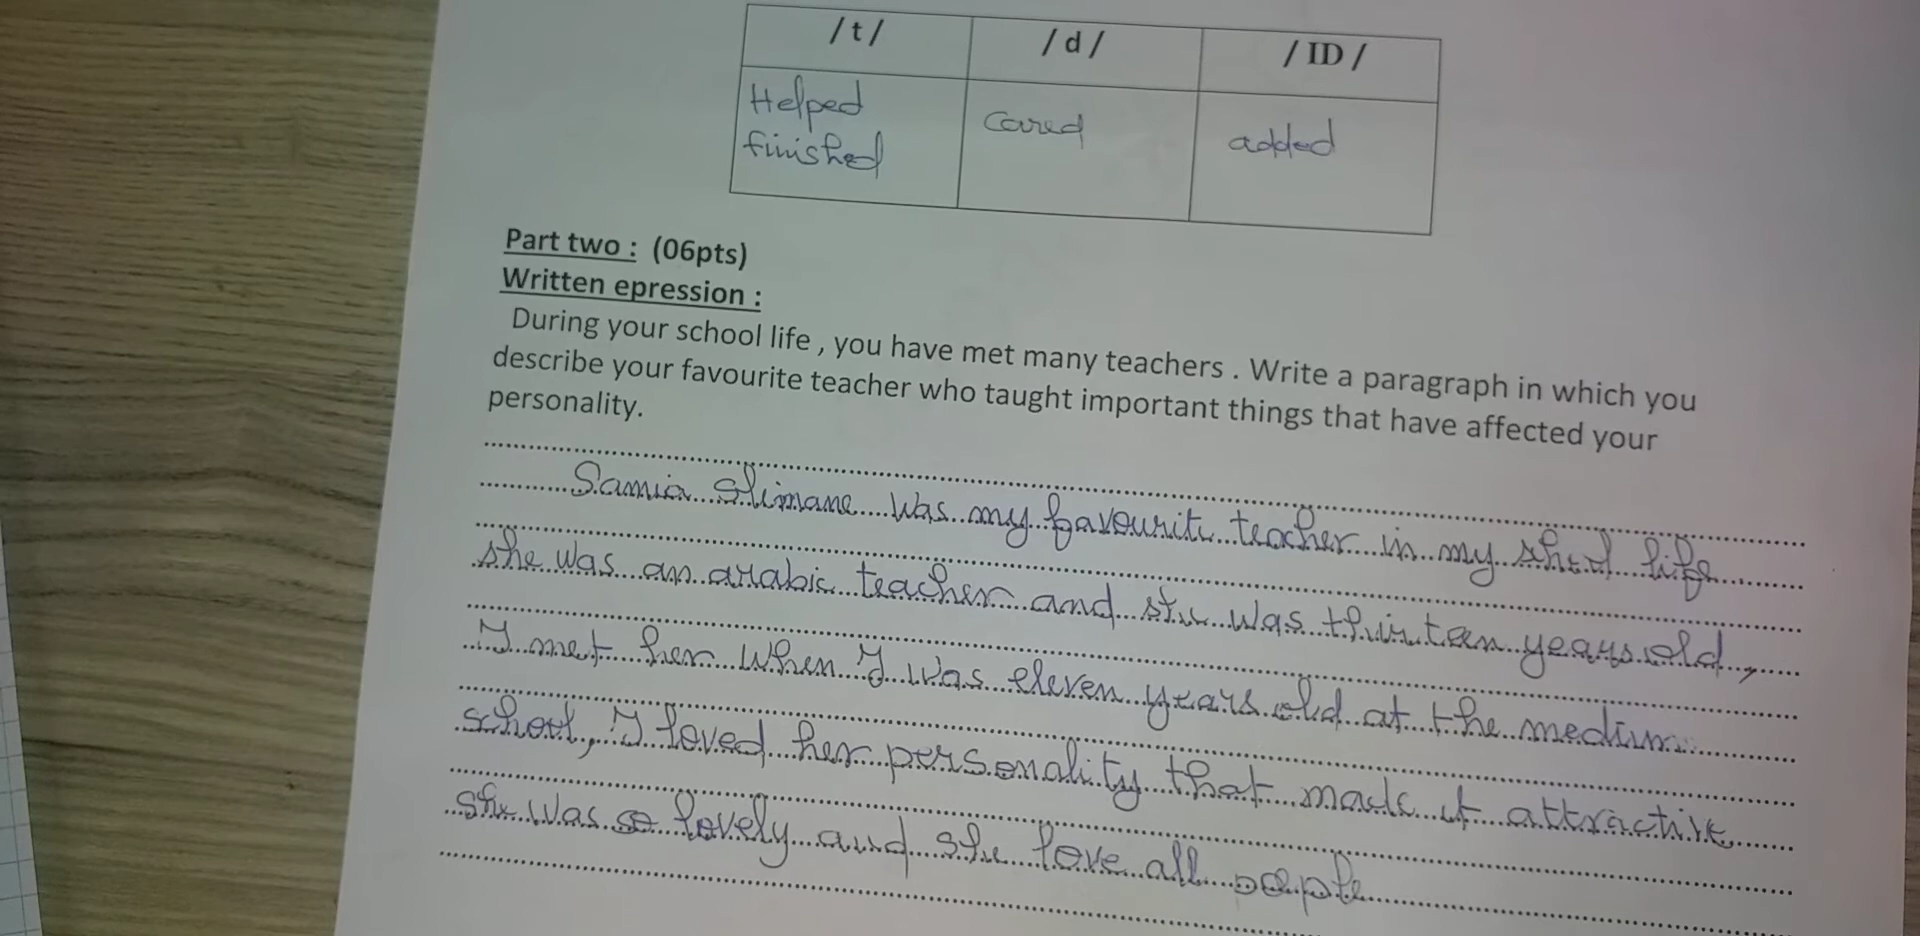 / t / / d / / ID /
Helped cared added
finished
Part two : (06pts)
Written epression :
During your school life , you have met many teachers . Write a paragraph in which you
describe your favourite teacher who taught important things that have affected your
personality.
Samia Slimane was my favourite teacher in my life
she was an arabic teacher and she was years old ,
I met her when I was eleven years old at the medium
school, I loved her personality that made it attractive
she was so lovely and she love all people